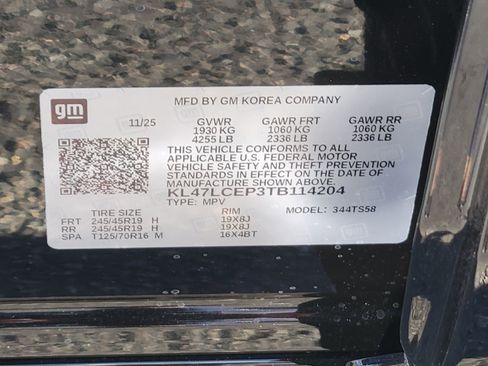 gm
MFD BY GM KOREA COMPANY
11/25 GVWR GAWR FRT GAWR RR
1930 KG 1060 KG 1060 KG
4255 LB 2336 LB 2336 LB
THIS VEHICLE CONFORMS TO ALL
APPLICABLE U.S. FEDERAL MOTOR
VEHICLE SAFETY AND THEFT PREVENTION
STANDARDS IN EFFECT ON THE DATE OF
MANUFACTURE SHOWN ABOVE.
KL47LCEP3TB114204
TYPE: MPV
TIRE SIZE RIM MODEL: 344TS58
FRT 245/45R19 H 19X8J
RR 245/45R19 H 19X8J
SPA T125/70R16 M 16X4BT